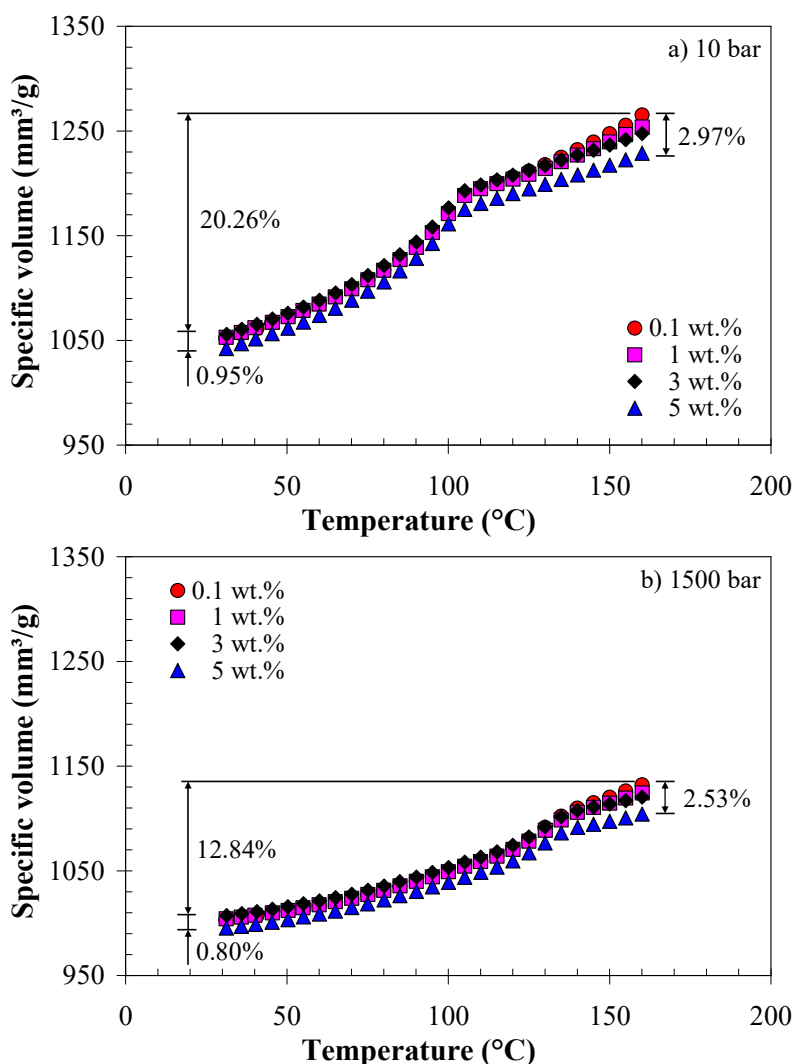 1350
a) 10 bar
1250
2.97%
1150
20.26%
1050
0.1 wt.%
1 wt.%
3 wt.%
5 wt.%
0.95%
950
0 50 100 150 200
Temperature (°C)
Specific volume (mm³/g)
1350
b) 1500 bar
0.1 wt.%
1 wt.%
3 wt.%
5 wt.%
1250
1150
2.53%
12.84%
1050
0.80%
950
0 50 100 150 200
Temperature (°C)
Specific volume (mm³/g)